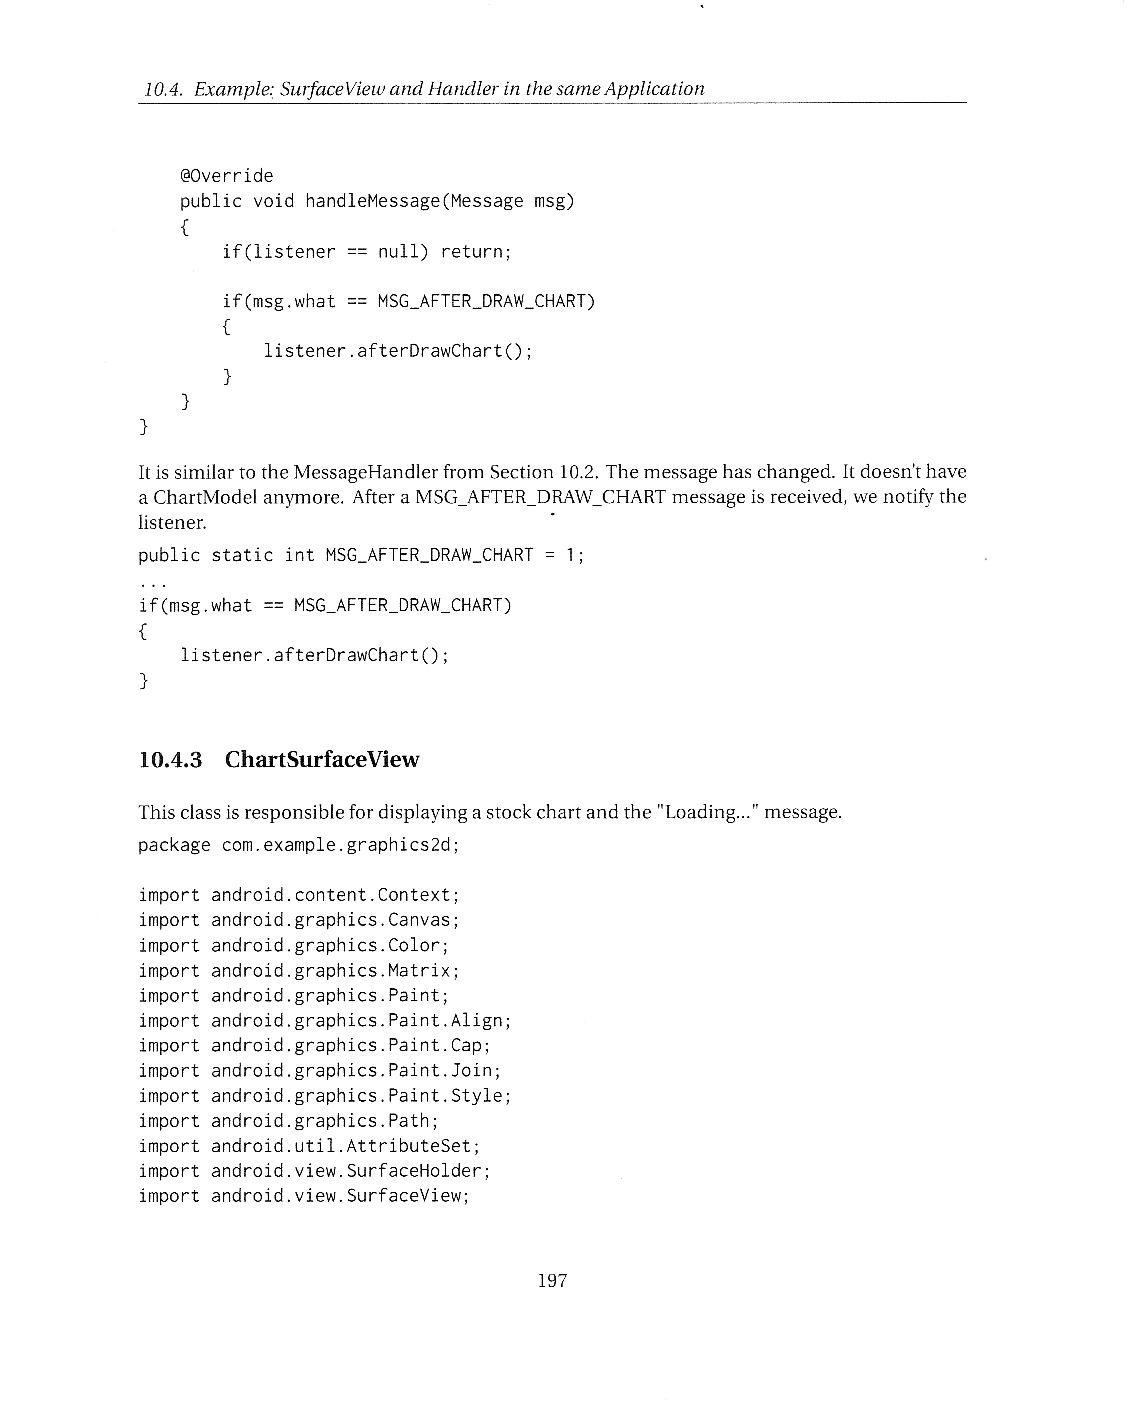 10.4. Example: SurfaceView and Handler in the same Application
@Override
public void handleMessage(Message msg)
{
if(listener == null) return;
if(msg.what == MSG_AFTER_DRAW_CHART)
{
listener.afterDrawChart();
}
}
}
It is similar to the MessageHandler from Section 10.2. The message has changed. It doesn't have
a ChartModel anymore. After a MSG_AFTER_DRAW_CHART message is received, we notify the
listener.
public static int MSG_AFTER_DRAW_CHART = 1;
...
if(msg.what == MSG_AFTER_DRAW_CHART)
{
listener.afterDrawChart();
}
10.4.3 ChartSurfaceView
This class is responsible for displaying a stock chart and the "Loading..." message.
package com.example.graphics2d;
import android.content.Context;
import android.graphics.Canvas;
import android.graphics.Color;
import android.graphics.Matrix;
import android.graphics.Paint;
import android.graphics.Paint.Align;
import android.graphics.Paint.Cap;
import android.graphics.Paint.Join;
import android.graphics.Paint.Style;
import android.graphics.Path;
import android.util.AttributeSet;
import android.view.SurfaceHolder;
import android.view.SurfaceView;
197